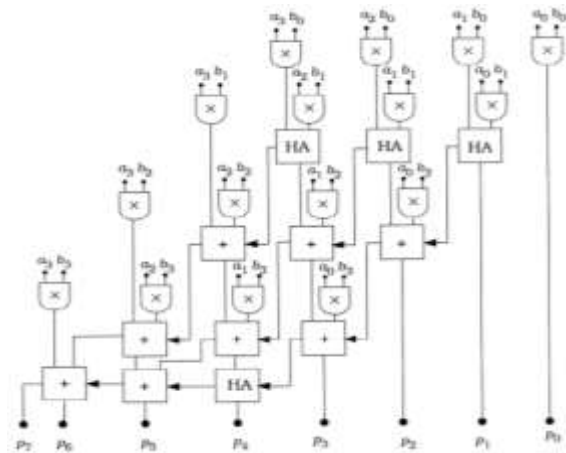 a3 b0 a2 b0 a1 b0 a0 b0
×
×
×
×
a3 b1 a2 b1 a1 b1 a0 b1
×
×
×
×
HA
HA
HA
a3 b2 a2 b2 a1 b2 a0 b2
×
×
×
×
+
+
+
a3 b3 a2 b3 a1 b3 a0 b3
×
×
×
×
+
+
+
+
+
HA
p7 p6 p5 p4 p3 p2 p1 p0